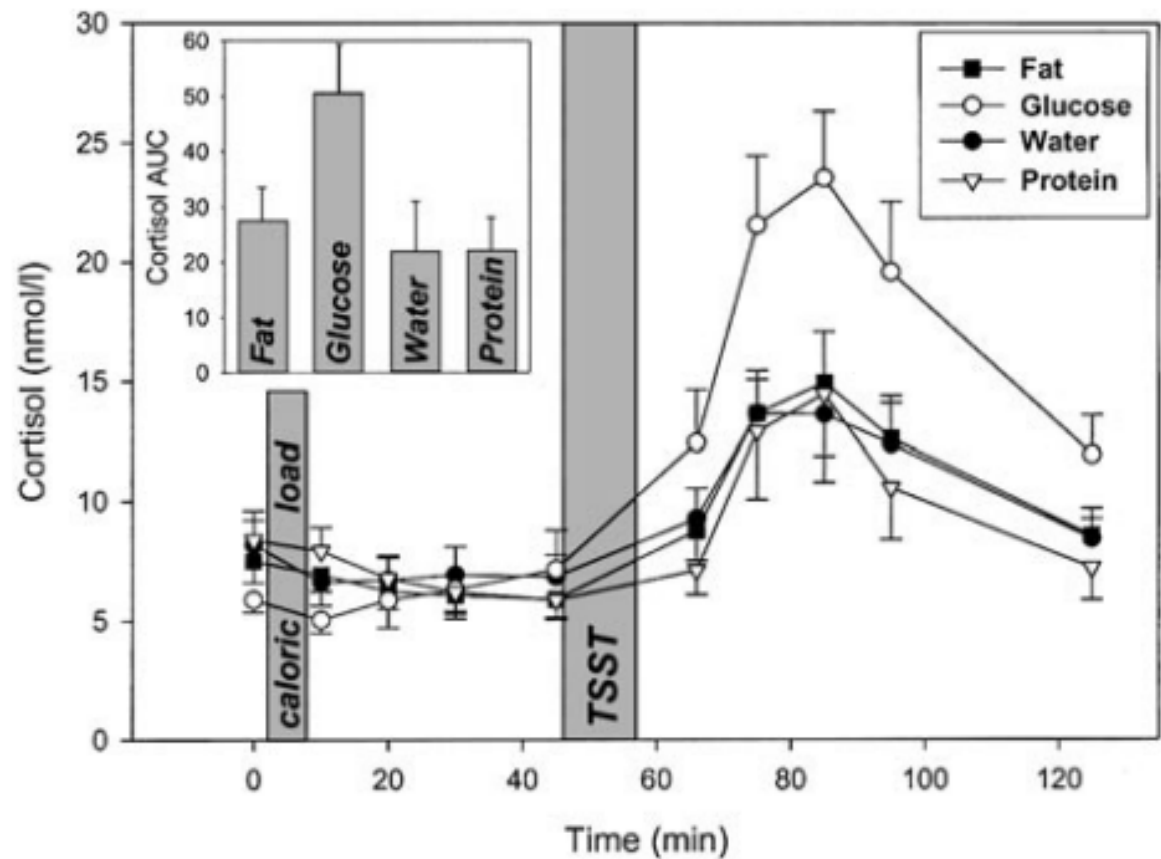 30
25
20
15
10
5
0
Cortisol (nmol/l)
60
50
40
30
20
10
0
Cortisol AUC
Fat
Glucose
Water
Protein
Fat
Glucose
Water
Protein
caloric load
TSST
0
20
40
60
80
100
120
Time (min)